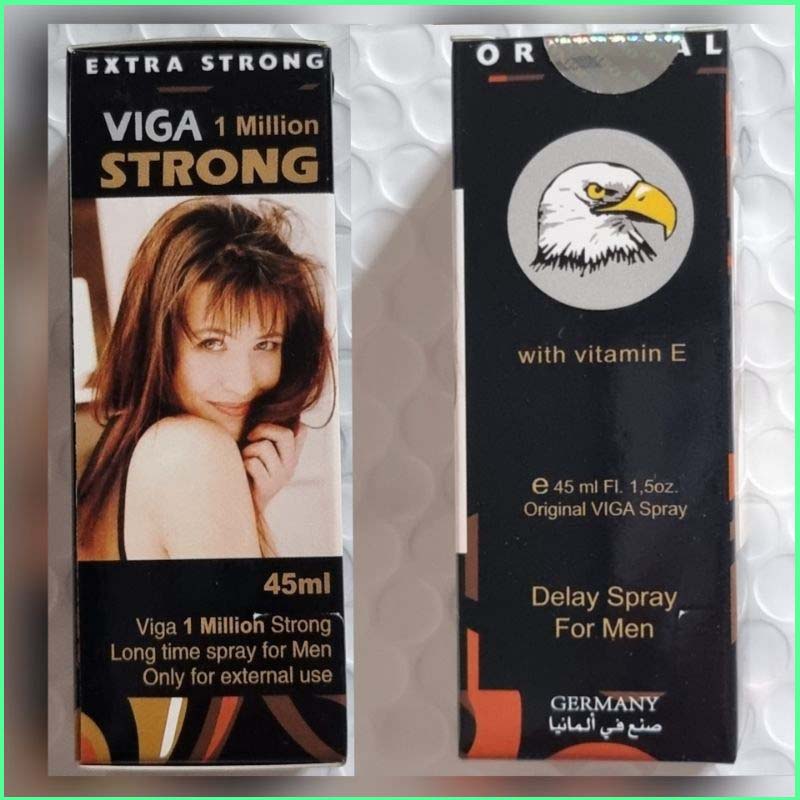 EXTRA STRONG
VIGA 1 Million
STRONG
45ml
Viga 1 Million Strong
Long time spray for Men
Only for external use
with vitamin E
e 45 ml Fl. 1,5oz.
Original VIGA Spray
Delay Spray
For Men
GERMANY
صنع في ألمانيا